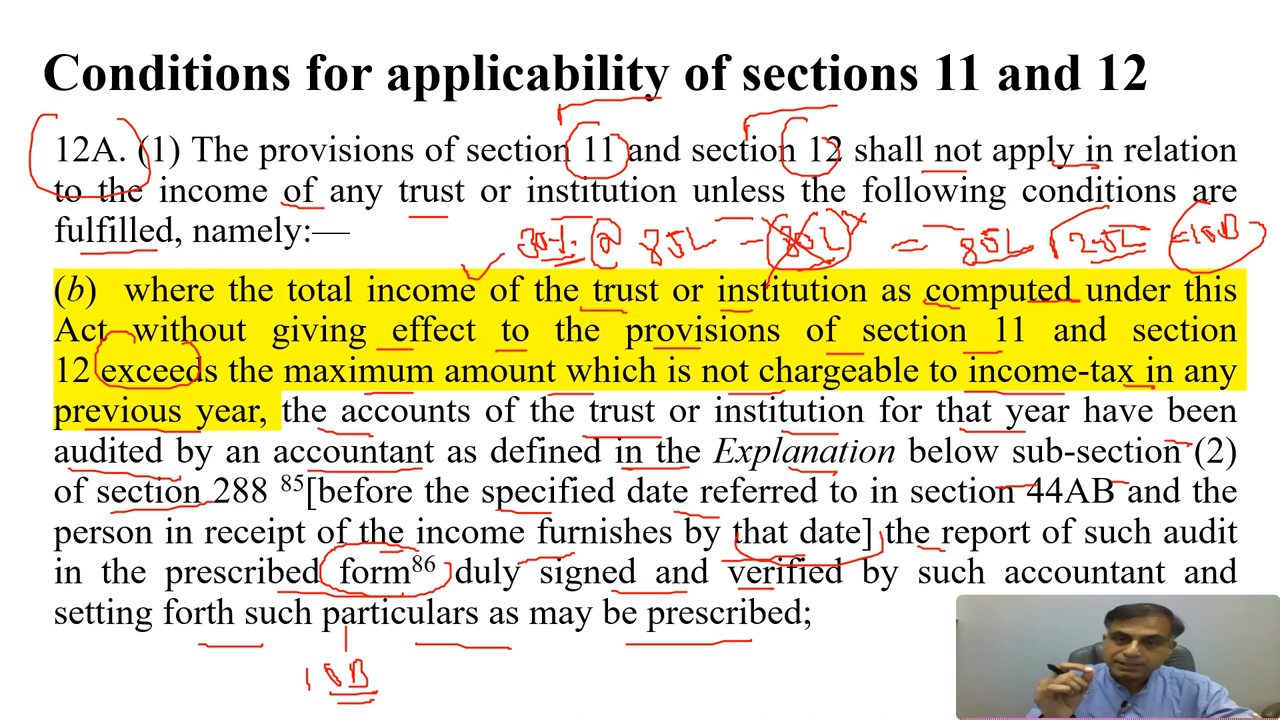 Conditions for applicability of sections 11 and 12
12A. (1) The provisions of section 11 and section 12 shall not apply in relation
to the income of any trust or institution unless the following conditions are
fulfilled, namely:—
30% @ 85L – 85L = 85L 2.5L =10B
(b) where the total income of the trust or institution as computed under this
Act without giving effect to the provisions of section 11 and section
12 exceeds the maximum amount which is not chargeable to income-tax in any
previous year, the accounts of the trust or institution for that year have been
audited by an accountant as defined in the Explanation below sub-section (2)
of section 288 85[before the specified date referred to in section 44AB and the
person in receipt of the income furnishes by that date] the report of such audit
in the prescribed form86 duly signed and verified by such accountant and
setting forth such particulars as may be prescribed;
10B